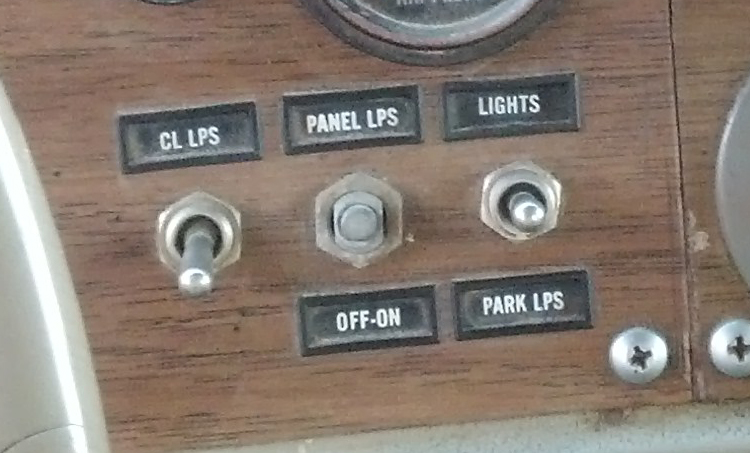 CL LPS
PANEL LPS
LIGHTS
OFF-ON
PARK LPS